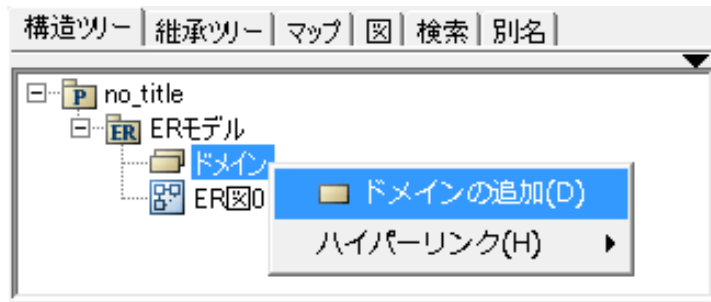 構造ツリー 継承ツリー マップ 図 検索 別名
P no_title
ER ERモデル
ドメイン
ドメインの追加(D)
ER図0
ハイパーリンク(H)